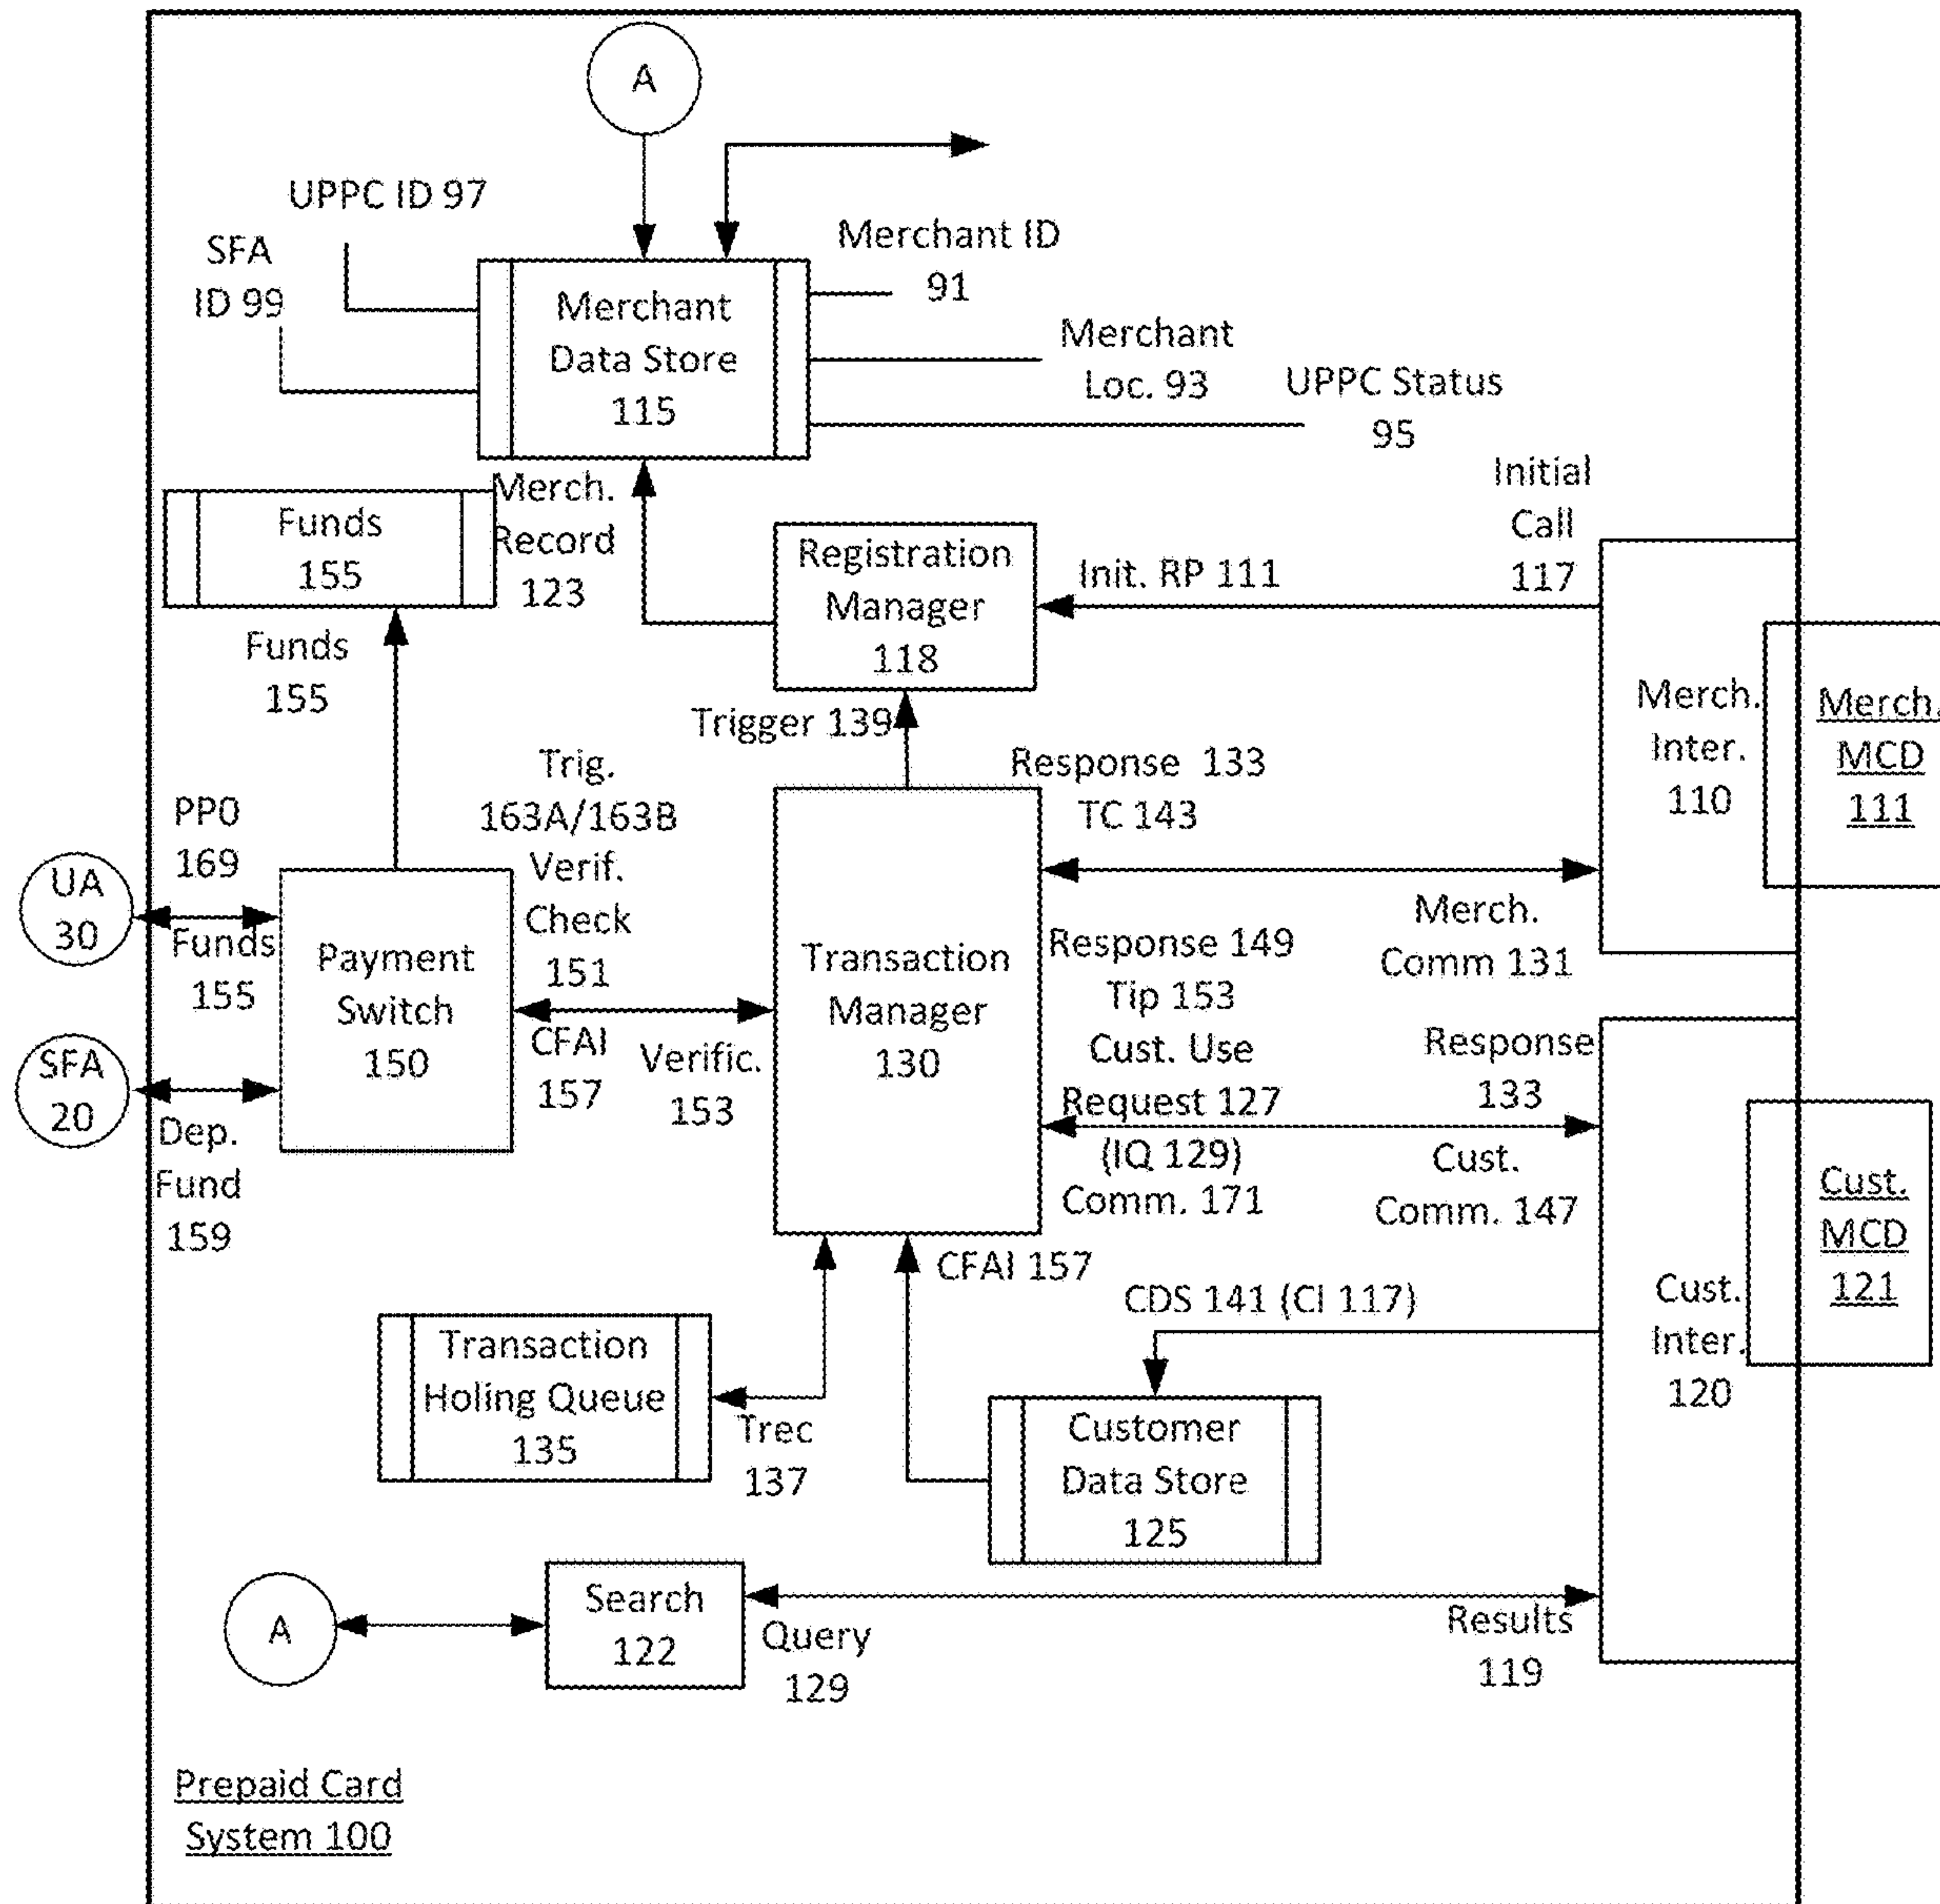 A
UPPC ID 97
SFA
ID 99
Merchant
Data Store
115
Merchant ID
91
Merchant
Loc. 93
UPPC Status
95
Funds
155
Merch.
Record
123
Funds
155
Registration
Manager
118
Init. RP 111
Initial
Call
117
Merch.
Inter.
110
Merch.
MCD
111
Trigger 139
Trig.
163A/163B
Verif.
Check
151
Response 133
TC 143
PPO
169
UA
30
Funds
155
SFA
20
Dep.
Fund
159
Payment
Switch
150
CFAI
157
Verific.
153
Transaction
Manager
130
Merch.
Comm 131
Response 149
Tip 153
Cust. Use
Request 127
(IQ 129)
Comm. 171
Response
133
Cust.
Comm. 147
Cust.
MCD
121
Cust.
Inter.
120
CFAI 157
CDS 141 (CI 117)
Transaction
Holing Queue
135
Trec
137
Customer
Data Store
125
A
Search
122
Query
129
Results
119
Prepaid Card
System 100